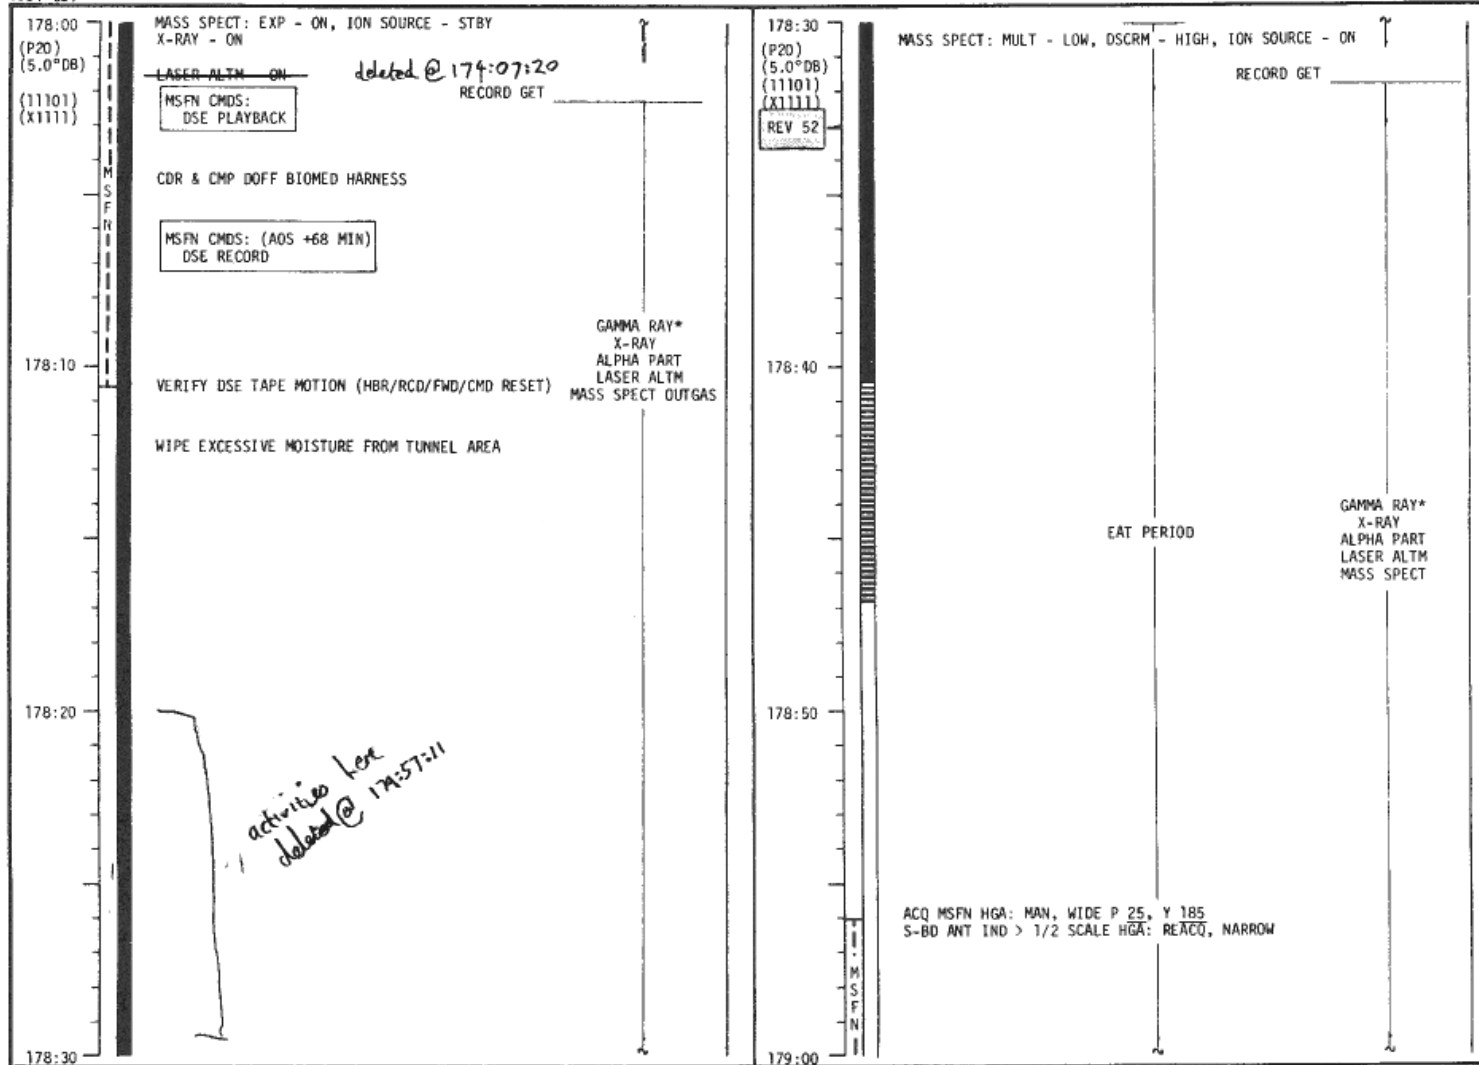 178:00
(P20)
(5.0°DB)
(11101)
(X1111)
MASS SPECT: EXP - ON, ION SOURCE - STBY
X-RAY - ON
LASER ALTM - ON
deleted @ 174:07:20
RECORD GET
MSFN CMDS:
DSE PLAYBACK
MSFN
CDR & CMP DOFF BIOMED HARNESS
MSFN CMDS: (AOS +68 MIN)
DSE RECORD
GAMMA RAY*
X-RAY
ALPHA PART
LASER ALTM
MASS SPECT OUTGAS
178:10
VERIFY DSE TAPE MOTION (HBR/RCD/FWD/CMD RESET)
WIPE EXCESSIVE MOISTURE FROM TUNNEL AREA
178:20
activities here
deleted @ 174:57:11
178:30
178:30
(P20)
(5.0°DB)
(11101)
(X1111)
REV 52
MASS SPECT: MULT - LOW, DSCRM - HIGH, ION SOURCE - ON
RECORD GET
178:40
EAT PERIOD
GAMMA RAY*
X-RAY
ALPHA PART
LASER ALTM
MASS SPECT
178:50
ACQ MSFN HGA: MAN, WIDE P 25, Y 185
S-BD ANT IND > 1/2 SCALE HGA: REACQ, NARROW
MSFN
179:00